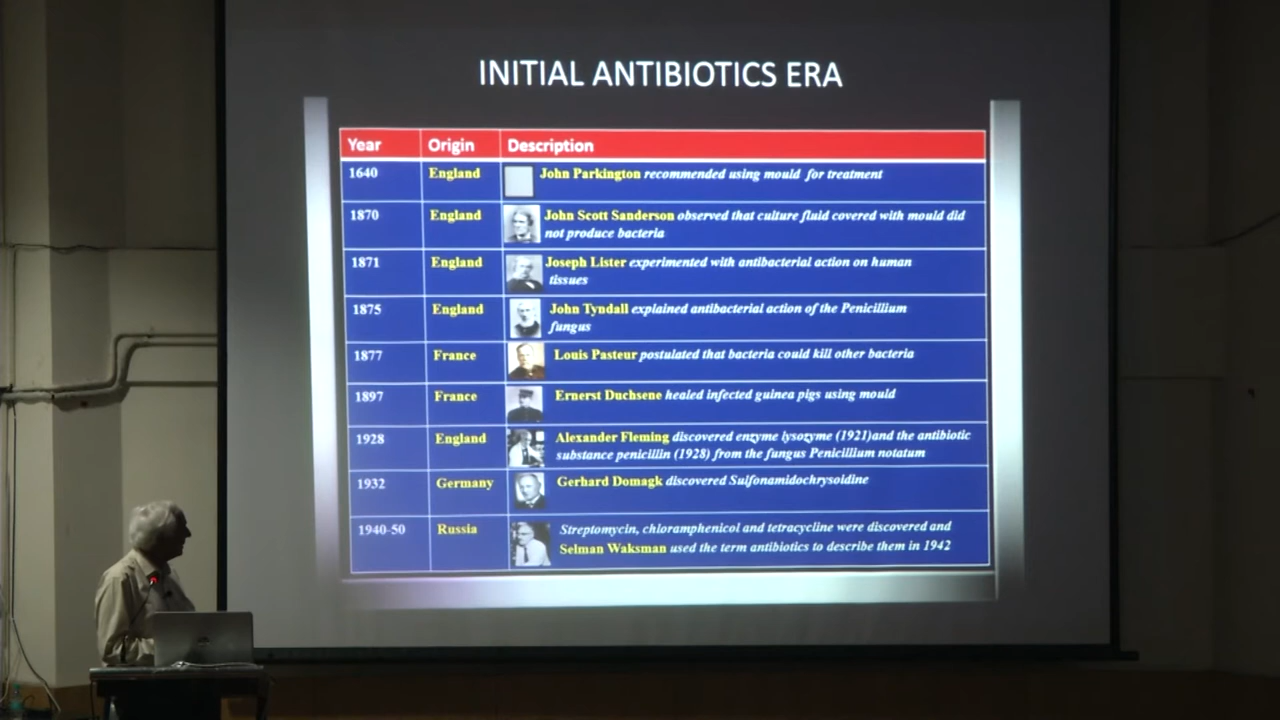 INITIAL ANTIBIOTICS ERA
Year Origin Description
1640 England John Parkington recommended using mould for treatment
1870 England John Scott Sanderson observed that culture fluid covered with mould did
not produce bacteria
1871 England Joseph Lister experimented with antibacterial action on human
tissues
1875 England John Tyndall explained antibacterial action of the Penicillium
fungus
1877 France Louis Pasteur postulated that bacteria could kill other bacteria
1897 France Ernerst Duchsene healed infected guinea pigs using mould
1928 England Alexander Fleming discovered enzyme lysozyme (1921)and the antibiotic
substance penicillin (1928) from the fungus Penicillium notatum
1932 Germany Gerhard Domagk discovered Sulfonamidochrysoidine
1940-50 Russia Streptomycin, chloramphenicol and tetracycline were discovered and
Selman Waksman used the term antibiotics to describe them in 1942